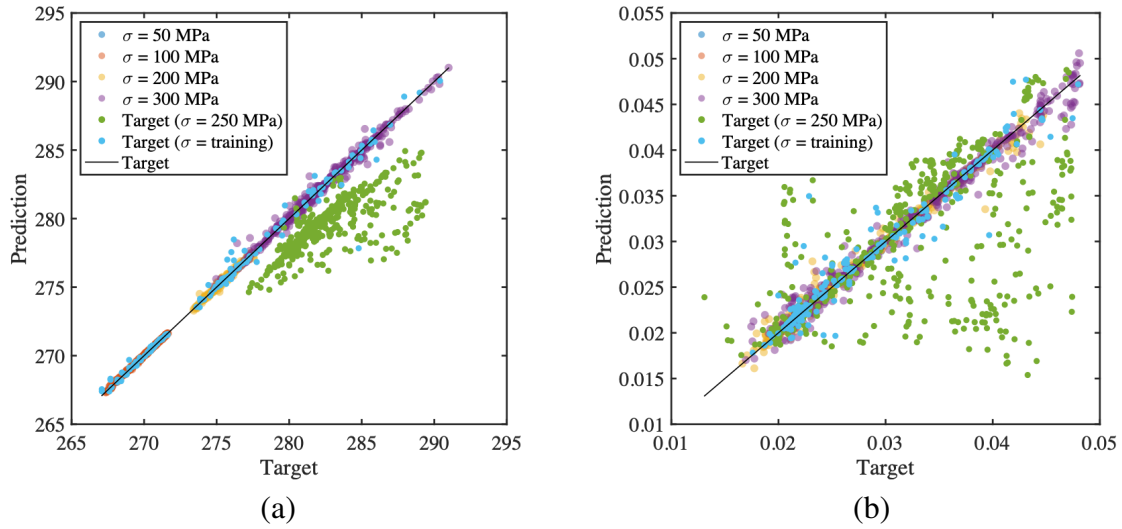 295
290
285
280
275
270
265
265
270
275
280
285
290
295
Prediction
Target
σ = 50 MPa
σ = 100 MPa
σ = 200 MPa
σ = 300 MPa
Target (σ = 250 MPa)
Target (σ = training)
Target
(a)
0.055
0.05
0.045
0.04
0.035
0.03
0.025
0.02
0.015
0.01
0.01
0.02
0.03
0.04
0.05
Prediction
Target
σ = 50 MPa
σ = 100 MPa
σ = 200 MPa
σ = 300 MPa
Target (σ = 250 MPa)
Target (σ = training)
Target
(b)